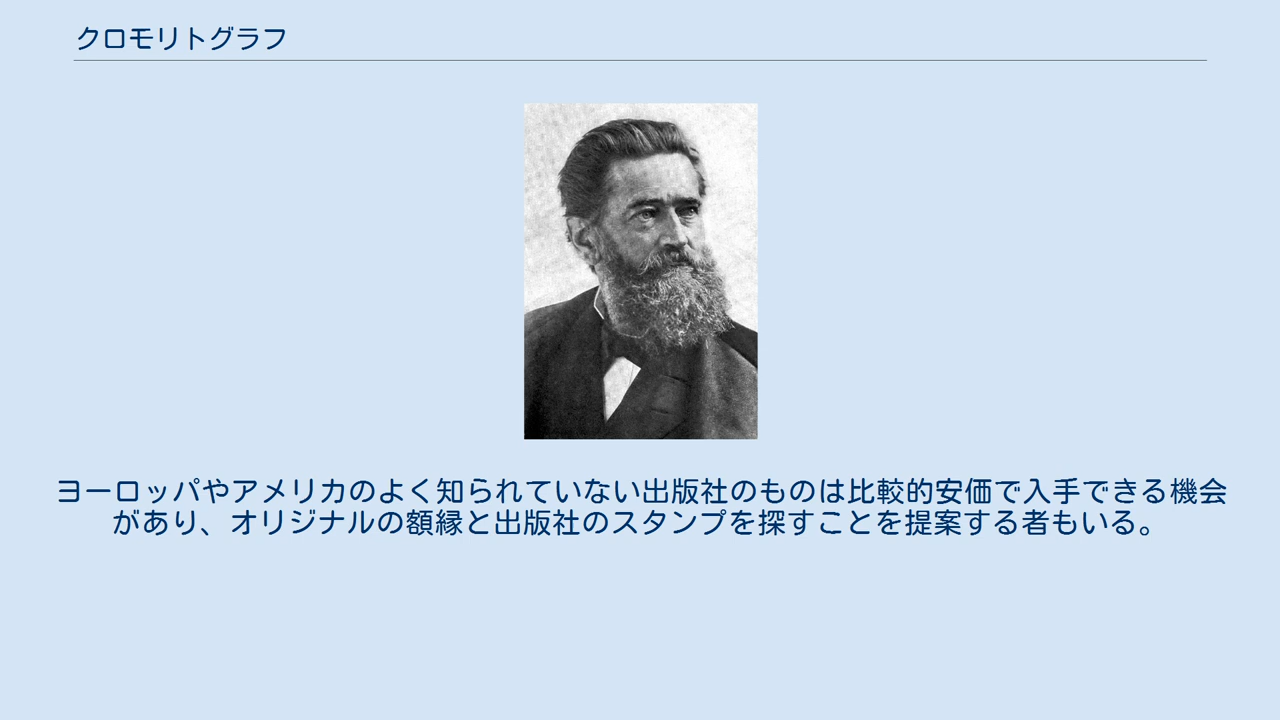 クロモリトグラフ
ヨーロッパやアメリカのよく知られていない出版社のものは比較的安価で入手できる機会
があり、オリジナルの額縁と出版社のスタンプを探すことを提案する者もいる。